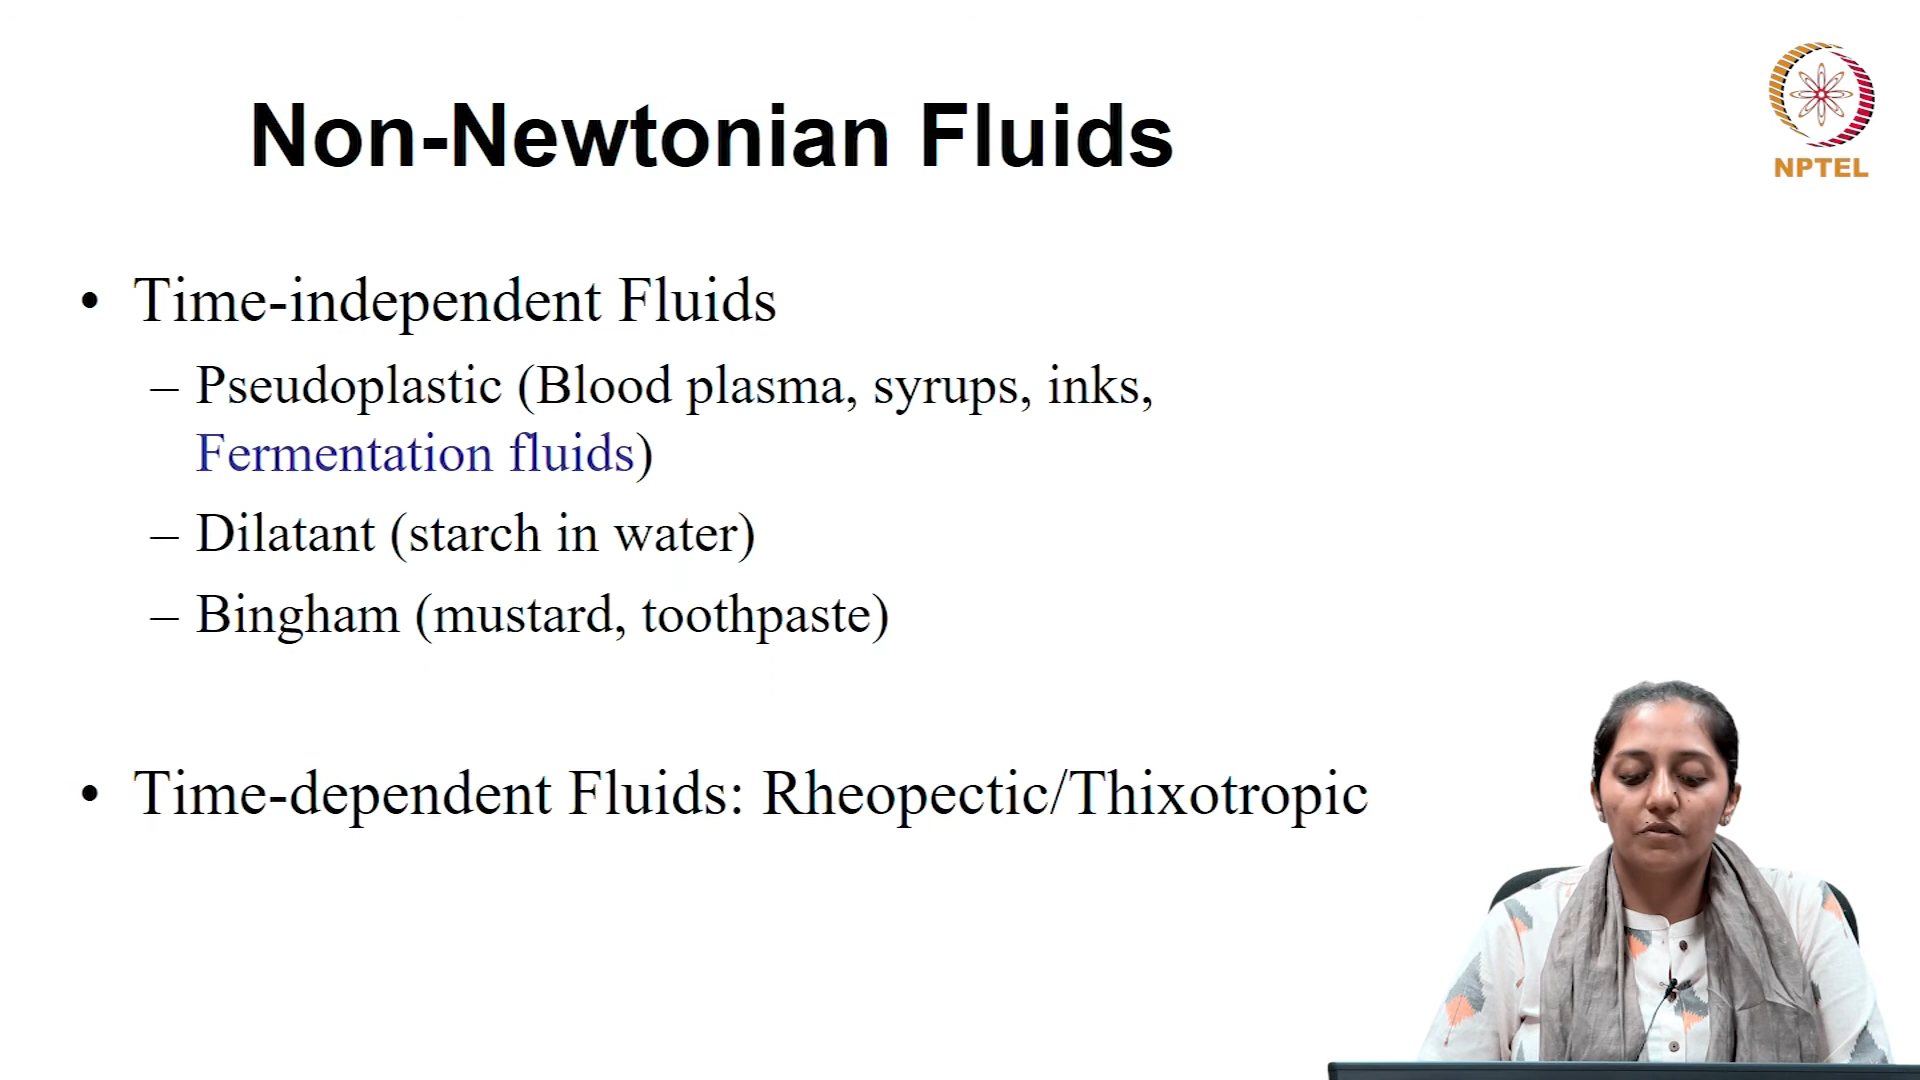 Non-Newtonian Fluids
NPTEL
• Time-independent Fluids
– Pseudoplastic (Blood plasma, syrups, inks,
Fermentation fluids)
– Dilatant (starch in water)
– Bingham (mustard, toothpaste)
• Time-dependent Fluids: Rheopectic/Thixotropic